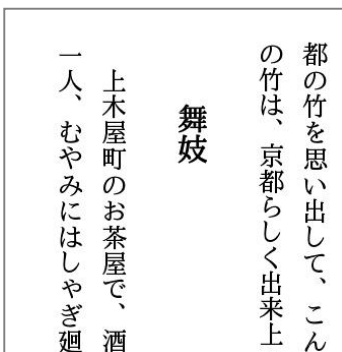 都の竹を思い出して、こん
の竹は、京都らしく出来上
舞妓
上木屋町のお茶屋で、酒
一人、むやみにはしゃぎ廻